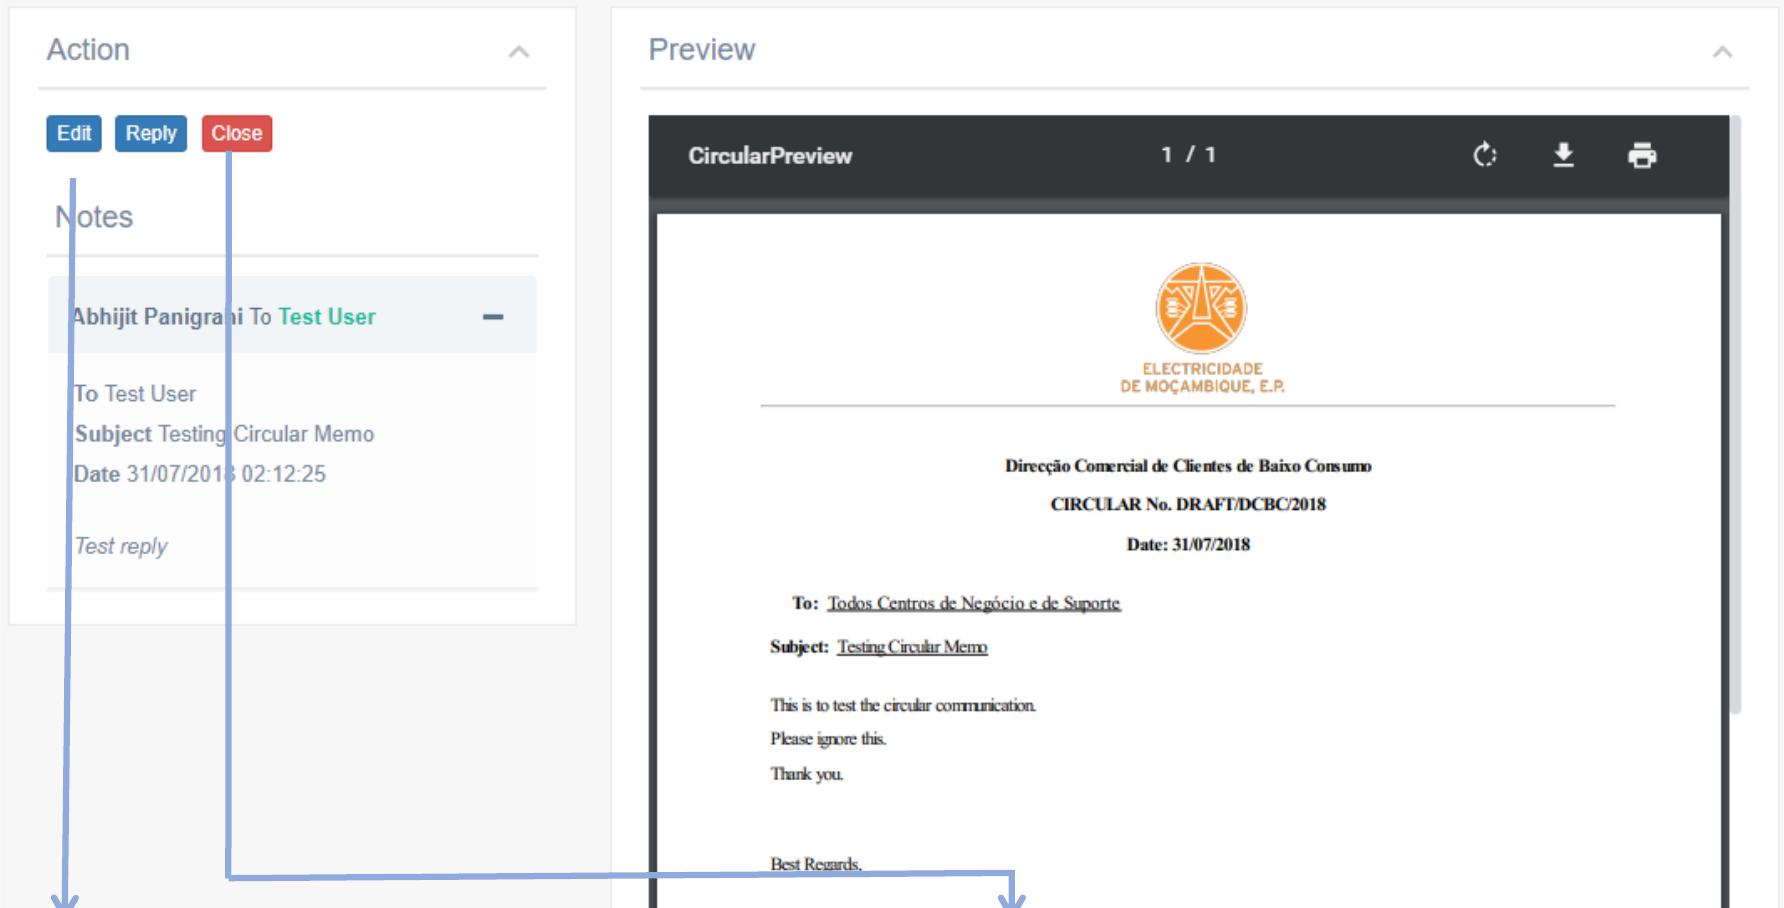 Action
Edit Reply Close
Notes
Abhijit Panigrahi To Test User
To Test User
Subject Testing Circular Memo
Date 31/07/2018 02:12:25
Test reply
Preview
CircularPreview 1 / 1
ELECTRICIDADE
DE MOÇAMBIQUE, E.P.
Direcção Comercial de Clientes de Baixo Consumo
CIRCULAR No. DRAFT/DCBC/2018
Date: 31/07/2018
To: Todos Centros de Negócio e de Suporte
Subject: Testing Circular Memo
This is to test the circular communication.
Please ignore this.
Thank you.
Best Regards,